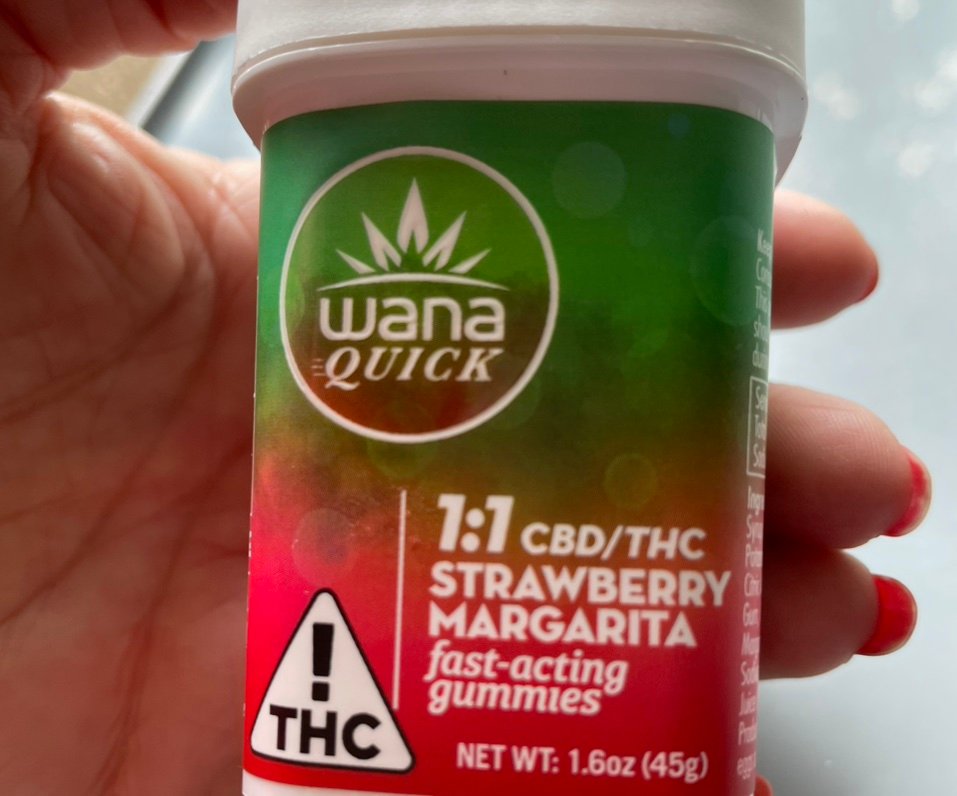 wana
QUICK
1:1 CBD/THC
STRAWBERRY
MARGARITA
fast-acting
gummies
!
THC
NET WT: 1.6oz (45g)